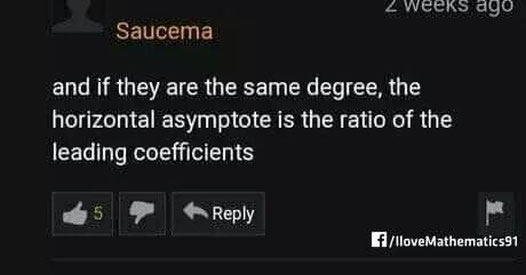 2 weeks ago
Saucema
and if they are the same degree, the
horizontal asymptote is the ratio of the
leading coefficients
5
Reply
f/IloveMathematics91